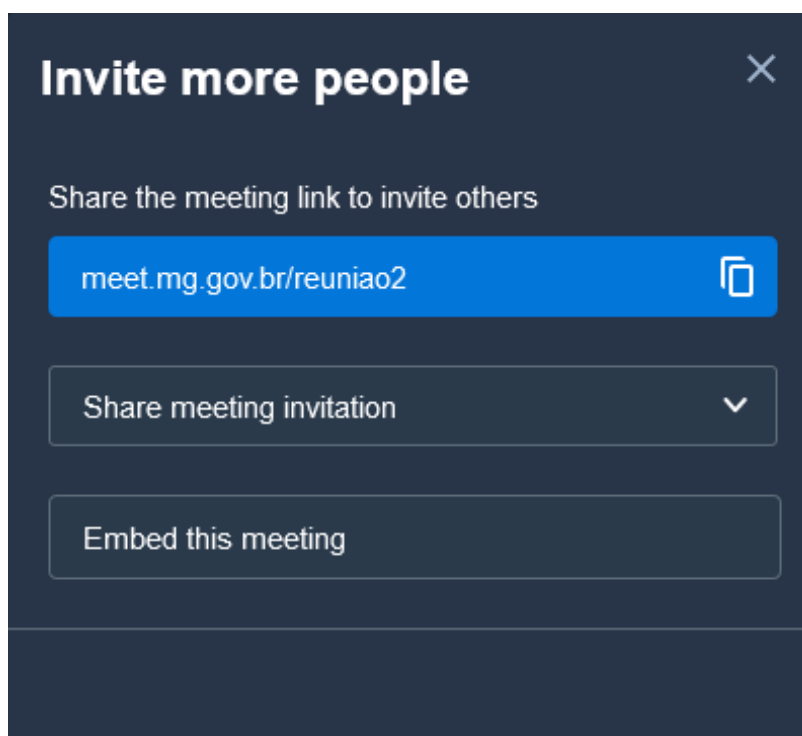 Invite more people
Share the meeting link to invite others
meet.mg.gov.br/reuniao2
Share meeting invitation
Embed this meeting